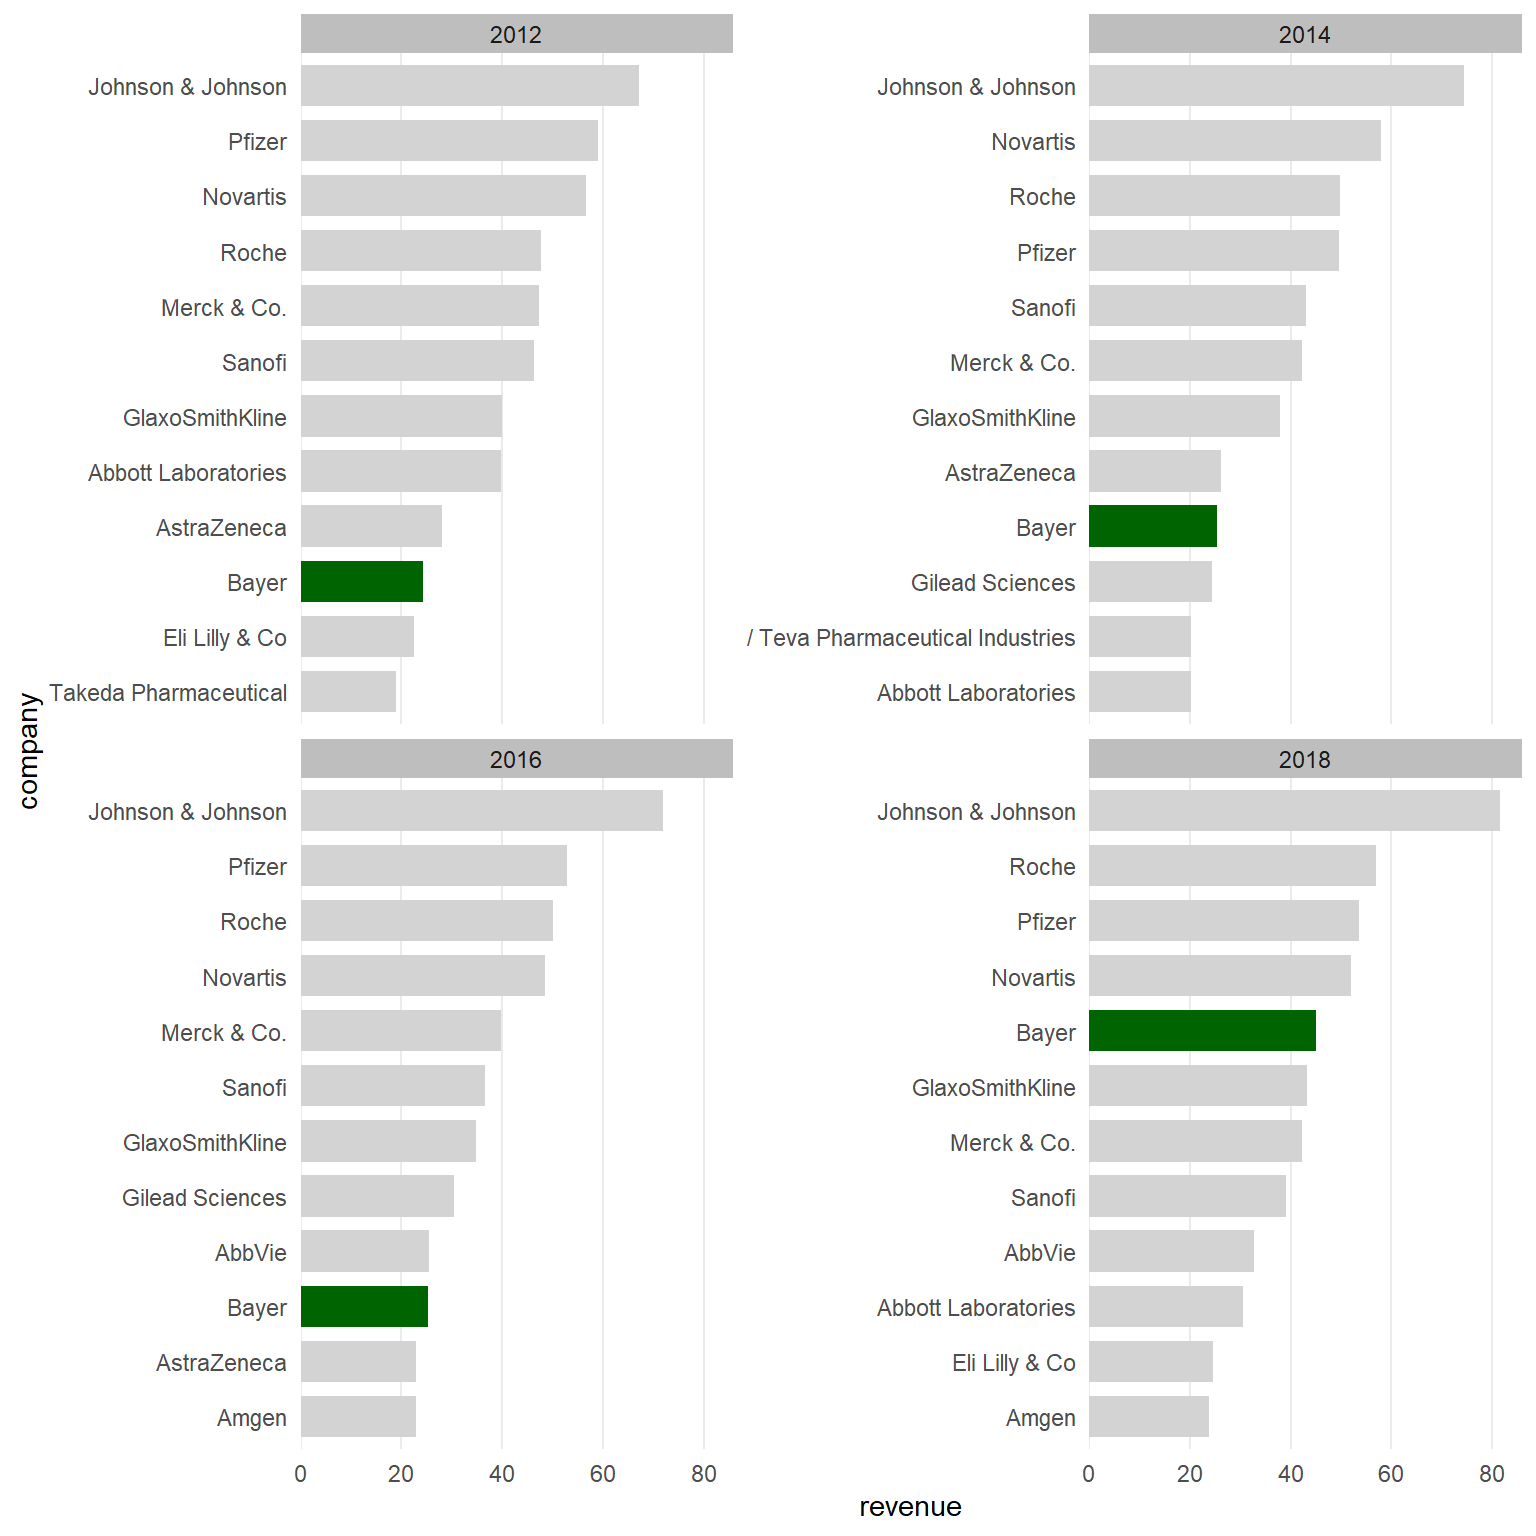 2012
Johnson & Johnson
Pfizer
Novartis
Roche
Merck & Co.
Sanofi
GlaxoSmithKline
Abbott Laboratories
AstraZeneca
Bayer
Eli Lilly & Co
Takeda Pharmaceutical
2014
Johnson & Johnson
Novartis
Roche
Pfizer
Sanofi
Merck & Co.
GlaxoSmithKline
AstraZeneca
Bayer
Gilead Sciences
/ Teva Pharmaceutical Industries
Abbott Laboratories
company
2016
Johnson & Johnson
Pfizer
Roche
Novartis
Merck & Co.
Sanofi
GlaxoSmithKline
Gilead Sciences
AbbVie
Bayer
AstraZeneca
Amgen
0 20 40 60 80
2018
Johnson & Johnson
Roche
Pfizer
Novartis
Bayer
GlaxoSmithKline
Merck & Co.
Sanofi
AbbVie
Abbott Laboratories
Eli Lilly & Co
Amgen
0 20 40 60 80
revenue